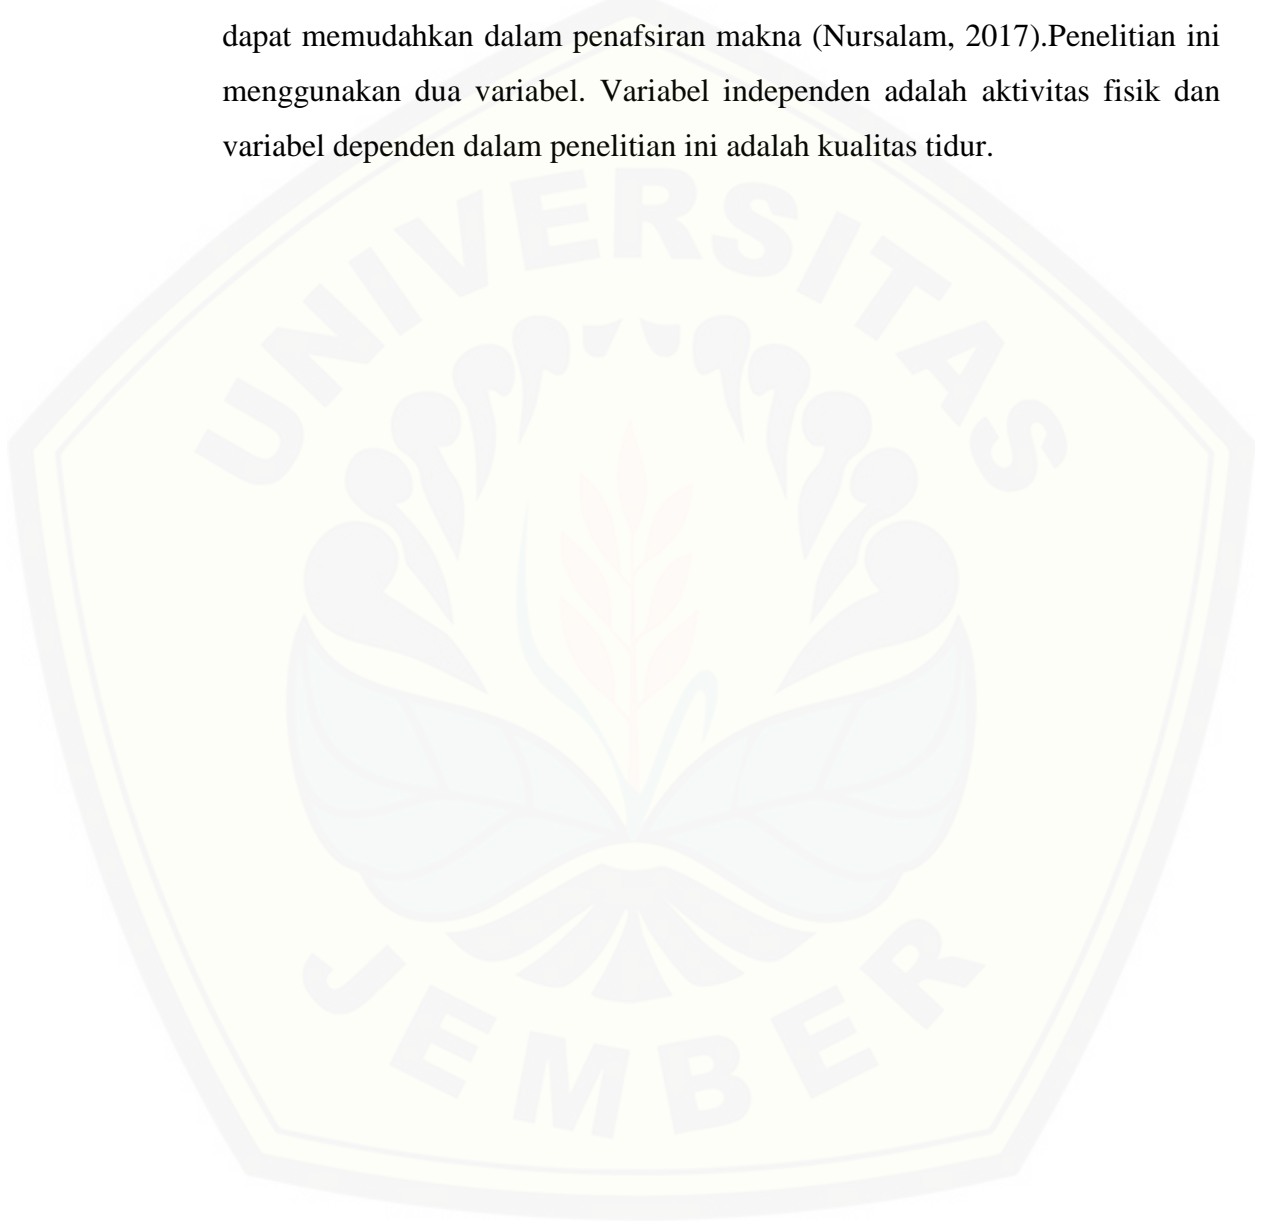 dapat memudahkan dalam penafsiran makna (Nursalam, 2017).Penelitian ini
menggunakan dua variabel. Variabel independen adalah aktivitas fisik dan
variabel dependen dalam penelitian ini adalah kualitas tidur.
UNIVERSITAS
JEMBER